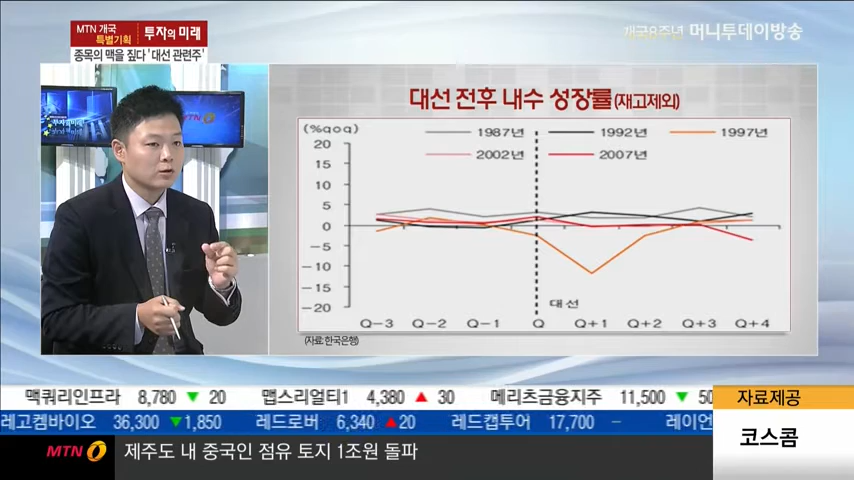 MTN 개국
특별기획
투자의 미래
종목의 맥을 짚다 '대선 관련주'
개국8주년 머니투데이방송
MTN
대선 전후 내수 성장률(재고제외)
(%qoq)
1987년 1992년 1997년
2002년 2007년
20
15
10
5
0
-5
-10
-15
-20
대선
Q-3 Q-2 Q-1 Q Q+1 Q+2 Q+3 Q+4
(자료:한국은행)
맥쿼리인프라 8,780 ▼ 20 맵스리얼티1 4,380 ▲ 30 메리츠금융지주 11,500 ▼ 50
레고켐바이오 36,300 ▼1,850 레드로버 6,340 ▲20 레드캡투어 17,700 - 레이언
자료제공
코스콤
MTN 제주도 내 중국인 점유 토지 1조원 돌파